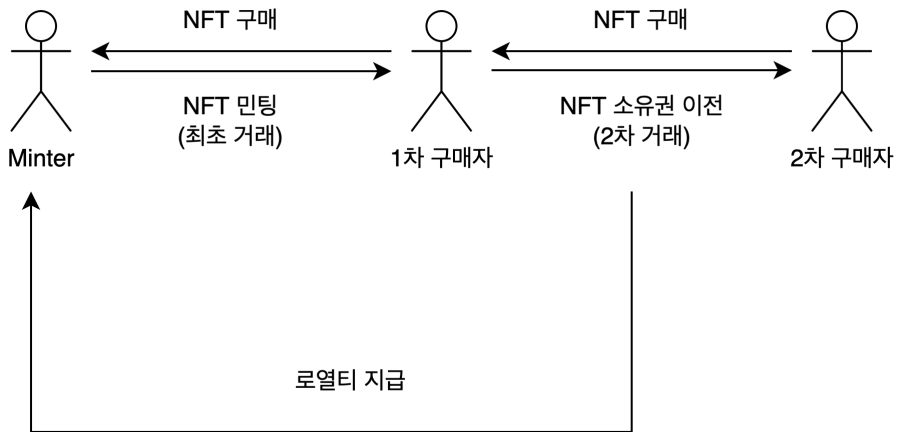 NFT 구매
NFT 구매
NFT 민팅
(최초 거래)
NFT 소유권 이전
(2차 거래)
Minter
1차 구매자
2차 구매자
로열티 지급